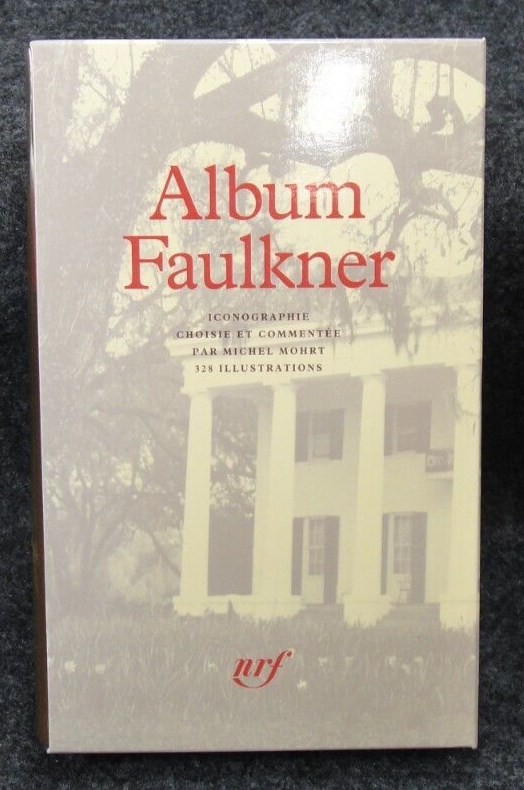 Album
Faulkner
ICONOGRAPHIE
CHOISIE ET COMMENTÉE
PAR MICHEL MOHRT
328 ILLUSTRATIONS
nrf